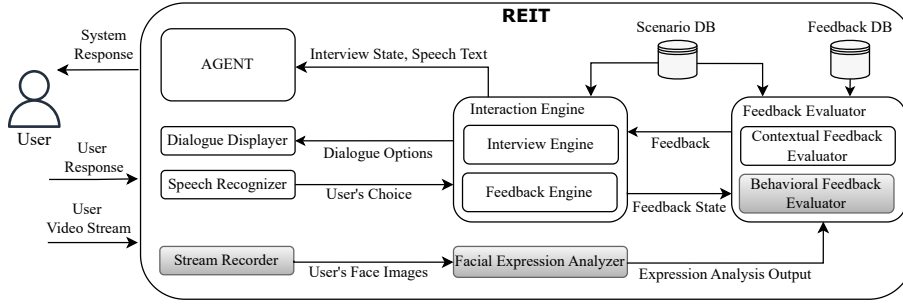 REIT
System
Response
User
User
Response
User
Video Stream
AGENT
Interview State, Speech Text
Scenario DB
Feedback DB
Interaction Engine
Interview Engine
Feedback Engine
Feedback Evaluator
Contextual Feedback
Evaluator
Behavioral Feedback
Evaluator
Dialogue Displayer
Dialogue Options
Feedback
Speech Recognizer
User's Choice
Feedback State
Stream Recorder
User's Face Images
Facial Expression Analyzer
Expression Analysis Output